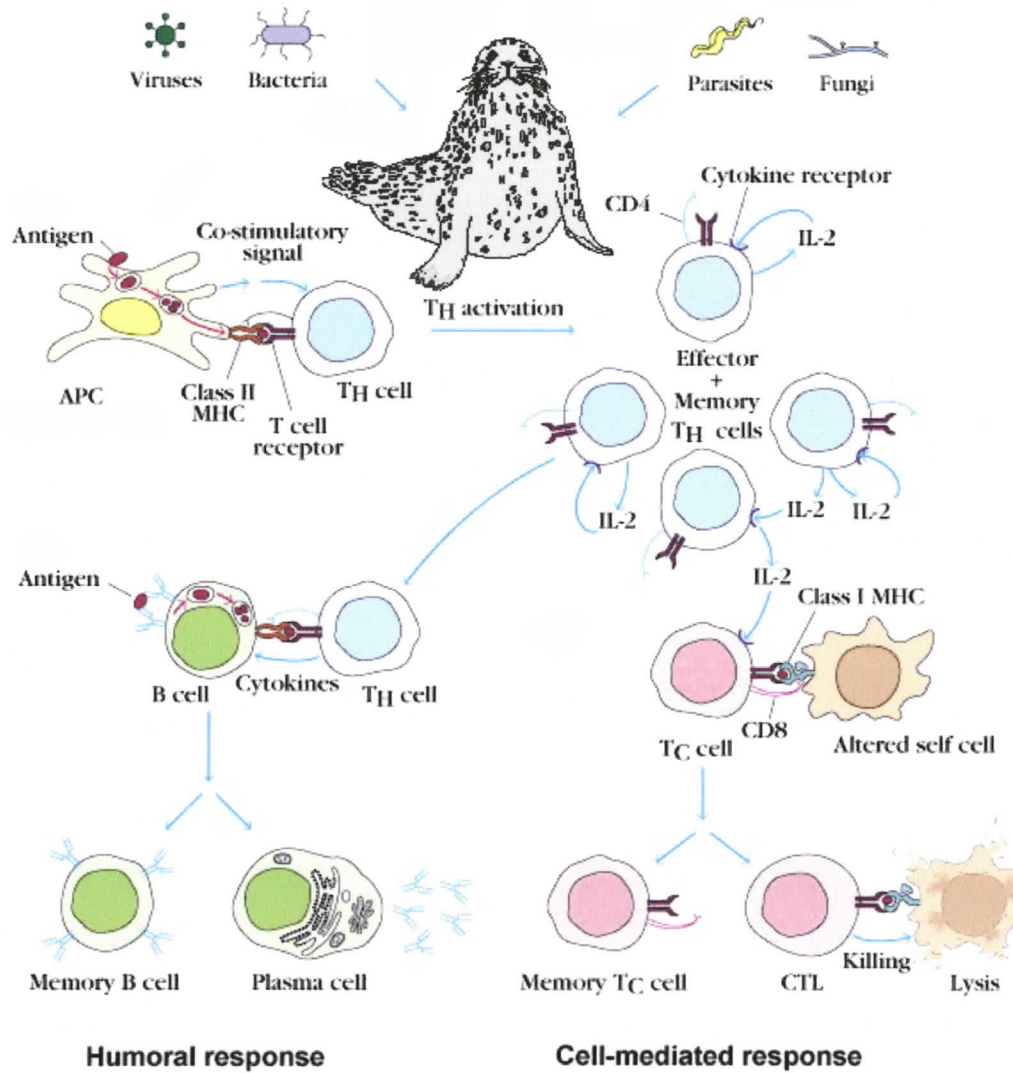 Viruses
Bacteria
Parasites
Fungi
Cytokine receptor
CD4
IL-2
Antigen
Co-stimulatory
signal
TH activation
APC
Class II
MHC
T cell
receptor
TH cell
Effector
+
Memory
TH cells
IL-2
IL-2
IL-2
IL-2
Antigen
B cell
Cytokines
TH cell
Class I MHC
CD8
TC cell
Altered self cell
Memory B cell
Plasma cell
Memory TC cell
CTL
Killing
Lysis
Humoral response
Cell-mediated response